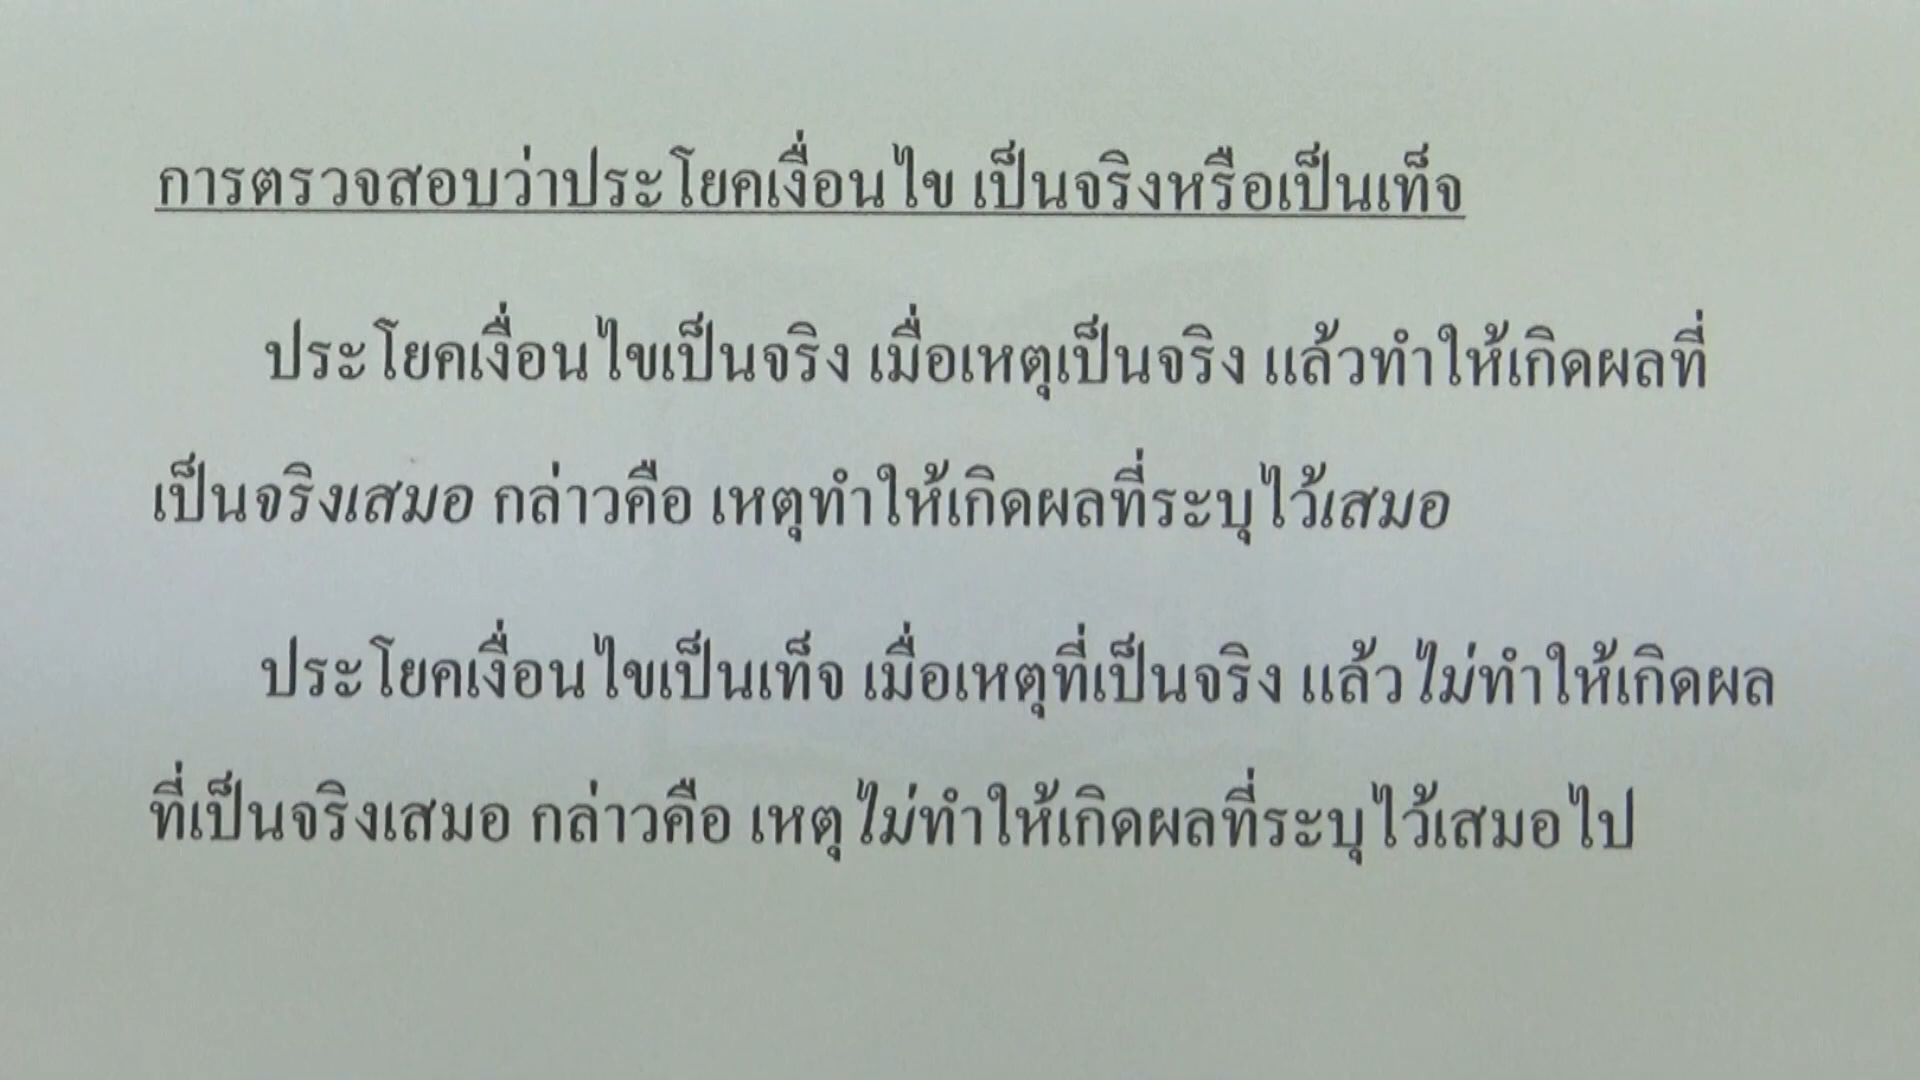 การตรวจสอบว่าประโยคเงื่อนไข เป็นจริงหรือเป็นเท็จ
ประโยคเงื่อนไขเป็นจริง เมื่อเหตุเป็นจริง แล้วทำให้เกิดผลที่
เป็นจริงเสมอ กล่าวคือ เหตุทำให้เกิดผลที่ระบุไว้เสมอ
ประโยคเงื่อนไขเป็นเท็จ เมื่อเหตุที่เป็นจริง แล้วไม่ทำให้เกิดผล
ที่เป็นจริงเสมอ กล่าวคือ เหตุไม่ทำให้เกิดผลที่ระบุไว้เสมอไป